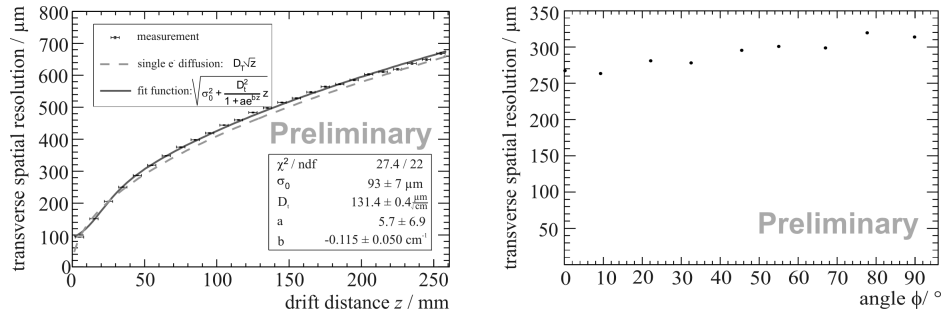 transverse spatial resolution / µm
800
700
600
500
400
300
200
100
0
0 50 100 150 200 250
drift distance z / mm
measurement
single e⁻ diffusion: Dₜ√z
fit function: √(σ₀² + Dₜ²/(1 + ae^{bz}) z)
Preliminary
χ² / ndf 27.4 / 22
σ₀ 93 ± 7 µm
Dₜ 131.4 ± 0.4 µm/√cm
a 5.7 ± 6.9
b -0.115 ± 0.050 cm⁻¹
transverse spatial resolution / µm
350
300
250
200
150
100
50
0 10 20 30 40 50 60 70 80 90
angle ϕ/ °
Preliminary